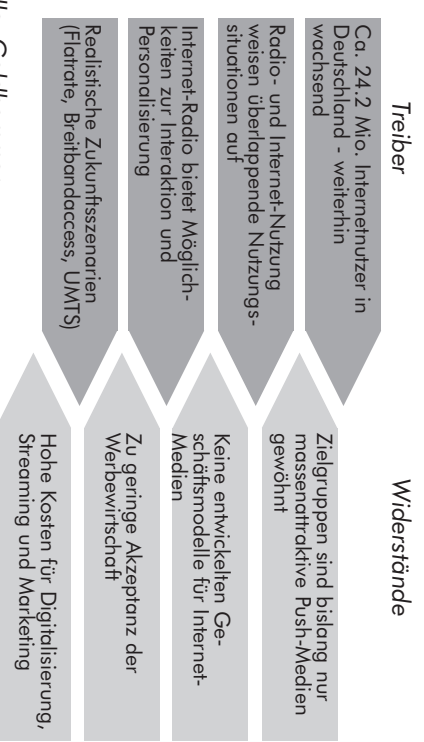 Treiber
Ca. 24.2 Mio. Internetnutzer in
Deutschland - weiterhin
wachsend
Radio- und Internet-Nutzung
weisen überlappende Nutzungs-
situationen auf
Internet-Radio bietet Möglich-
keiten zur Interaktion und
Personalisierung
Realistische Zukunftsszenarien
(Flatrate, Breitbandaccess, UMTS)
Widerstände
Zielgruppen sind bislang nur
massenattraktive Push-Medien
gewöhnt
Keine entwickelten Ge-
schäftsmodelle für Internet-
Medien
Zu geringe Akzeptanz der
Werbewirtschaft
Hohe Kosten für Digitalisierung,
Streaming und Marketing